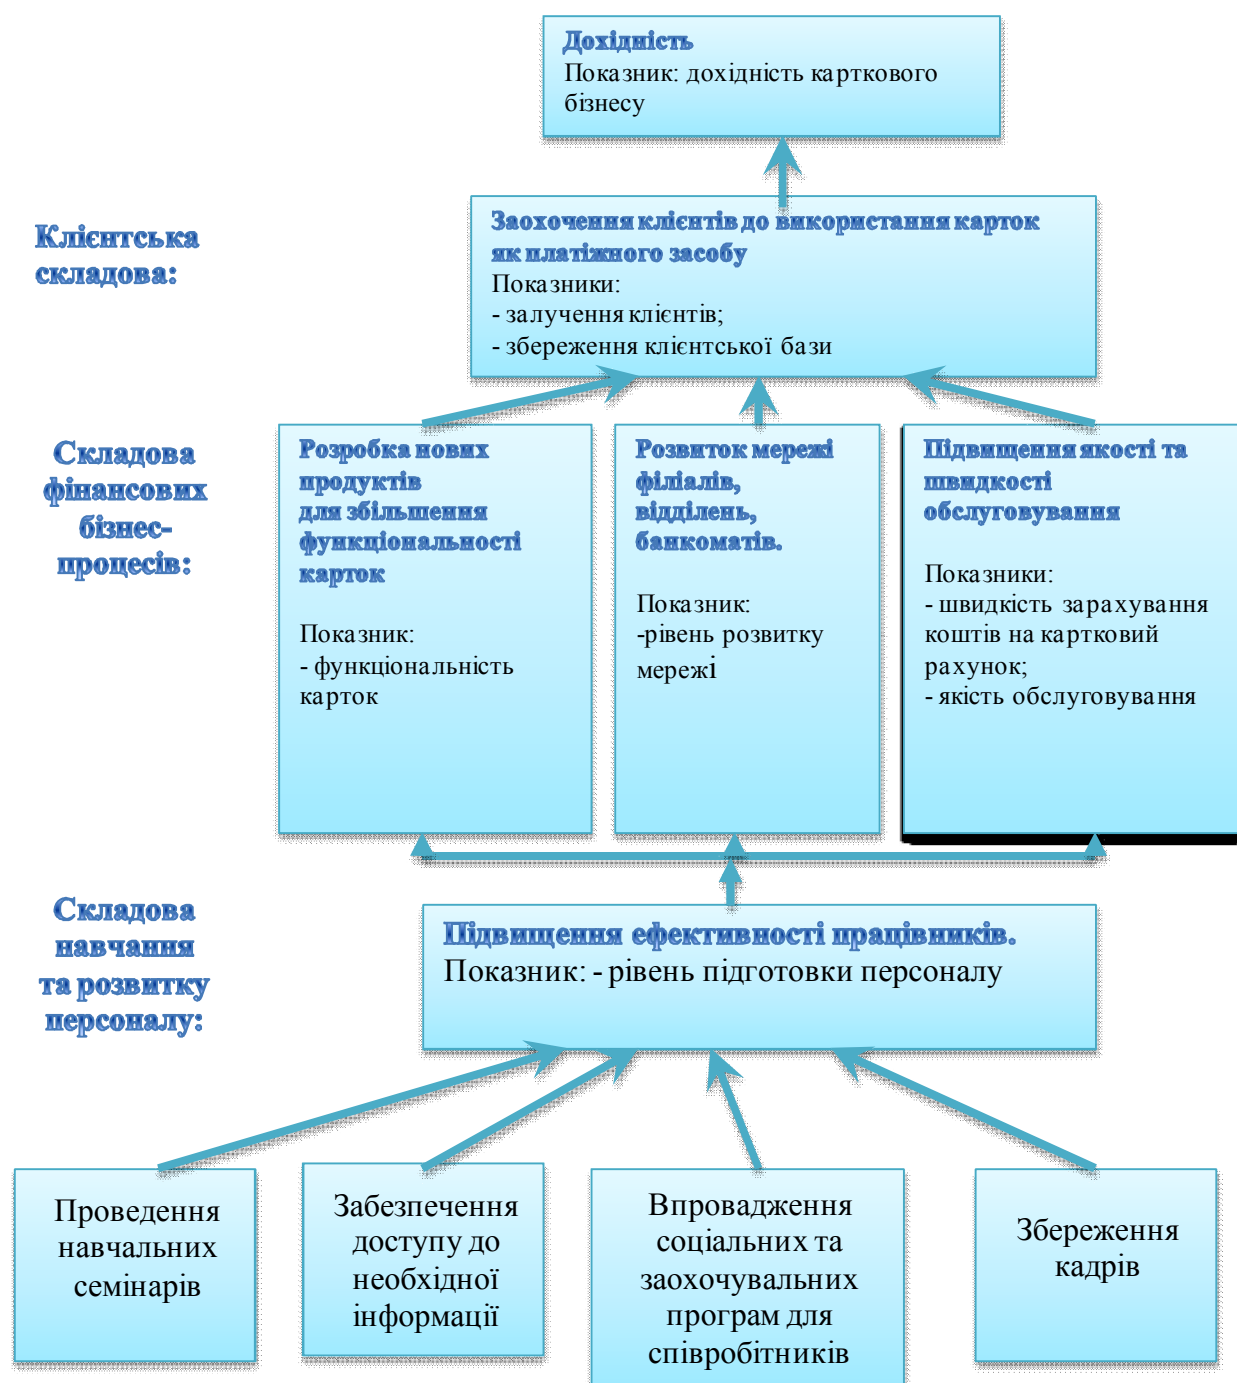 Дохідність
Показник: дохідність карткового
бізнесу
Клієнтська
складова:
Заохочення клієнтів до використання карток
як платіжного засобу
Показники:
- залучення клієнтів;
- збереження клієнтської бази
Складова
фінансових
бізнес-
процесів:
Розробка нових
продуктів
для збільшення
функціональності
карток
Показник:
- функціональність
карток
Розвиток мережі
філіалів,
відділень,
банкоматів.
Показник:
-рівень розвитку
мережі
Підвищення якості та
швидкості
обслуговування
Показники:
- швидкість зарахування
коштів на картковий
рахунок;
- якість обслуговування
Складова
навчання
та розвитку
персоналу:
Підвищення ефективності працівників.
Показник: - рівень підготовки персоналу
Проведення
навчальних
семінарів
Забезпечення
доступу до
необхідної
інформації
Впровадження
соціальних та
заохочувальних
програм для
співробітників
Збереження
кадрів